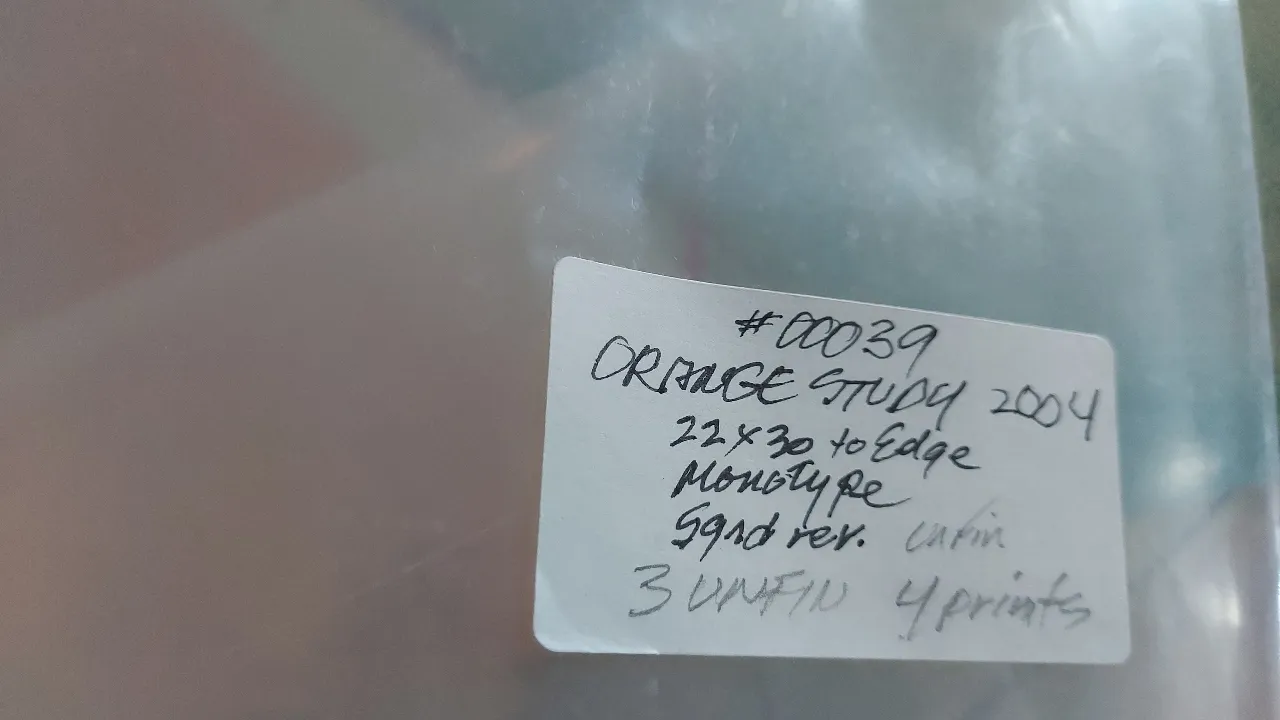 #00039
ORANGE STUDY 2004
22x30 to Edge
Monotype
Sgnd rev. unfin
3 UNFIN 4 prints